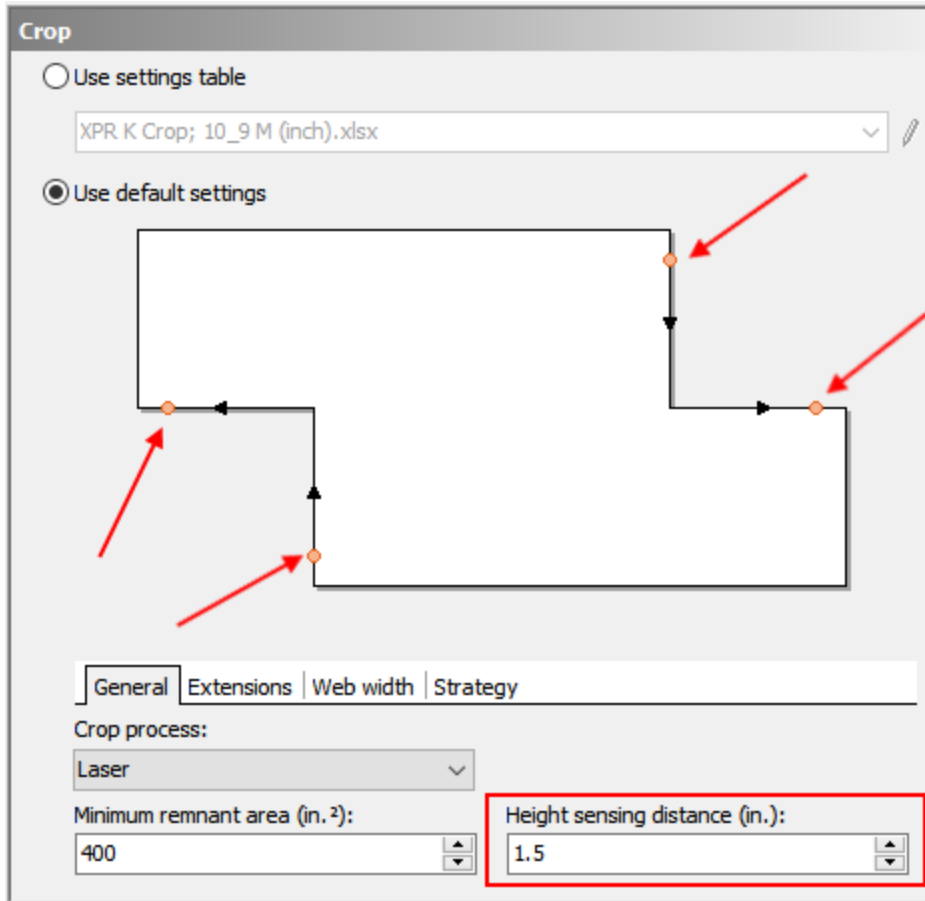 Crop
Use settings table
XPR K Crop; 10_9 M (inch).xlsx
Use default settings
General Extensions Web width Strategy
Crop process:
Laser
Minimum remnant area (in.²): Height sensing distance (in.):
400 1.5